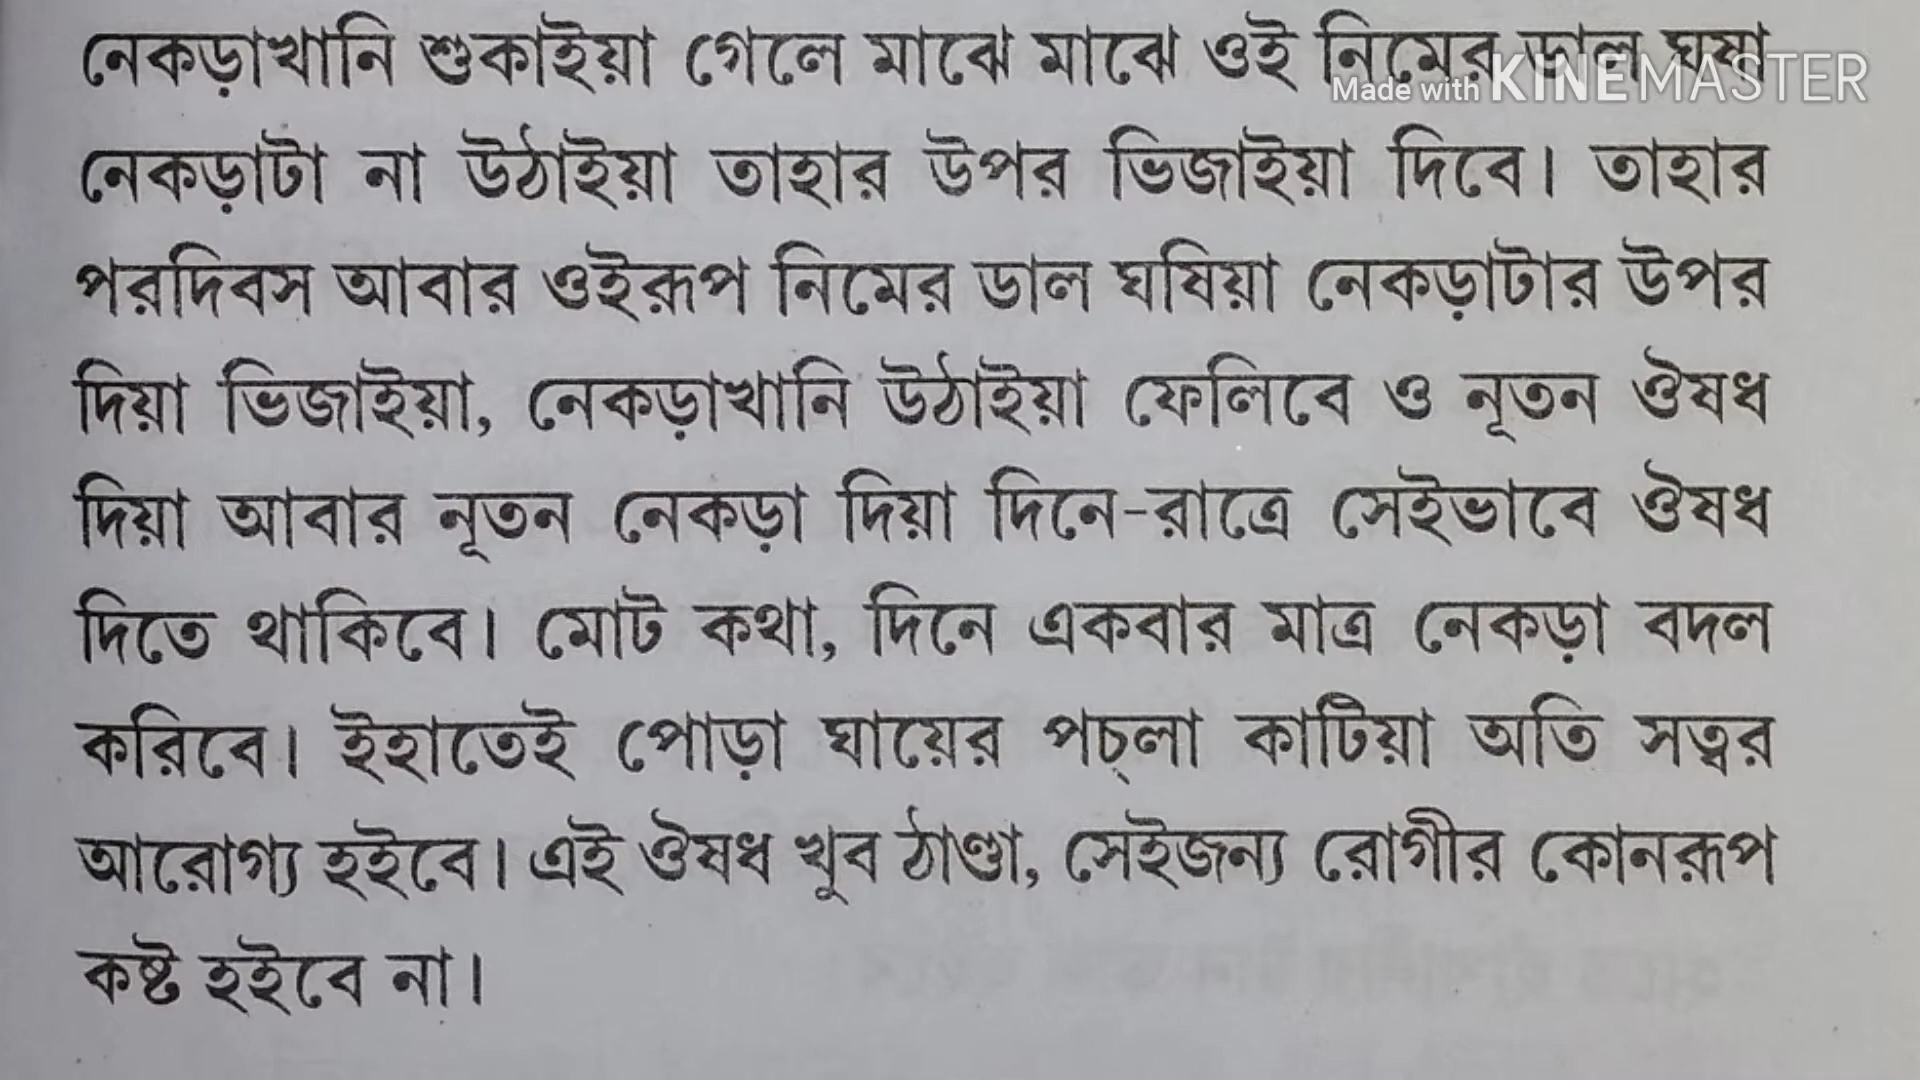 নেকড়াখানি শুকাইয়া গেলে মাঝে মাঝে ওই নিমের ডাল ঘষা
Made with KINEMASTER
নেকড়াটা না উঠাইয়া তাহার উপর ভিজাইয়া দিবে। তাহার
পরদিবস আবার ওইরূপ নিমের ডাল ঘষিয়া নেকড়াটার উপর
দিয়া ভিজাইয়া, নেকড়াখানি উঠাইয়া ফেলিবে ও নূতন ঔষধ
দিয়া আবার নূতন নেকড়া দিয়া দিনে-রাত্রে সেইভাবে ঔষধ
দিতে থাকিবে। মোট কথা, দিনে একবার মাত্র নেকড়া বদল
করিবে। ইহাতেই পোড়া ঘায়ের পচ্‌লা কাটিয়া অতি সত্বর
আরোগ্য হইবে। এই ঔষধ খুব ঠাণ্ডা, সেইজন্য রোগীর কোনরূপ
কষ্ট হইবে না।